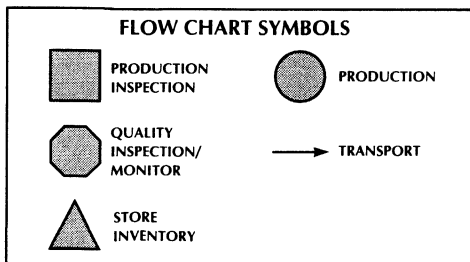 FLOW CHART SYMBOLS
PRODUCTION
INSPECTION
PRODUCTION
QUALITY
INSPECTION/
MONITOR
TRANSPORT
STORE
INVENTORY